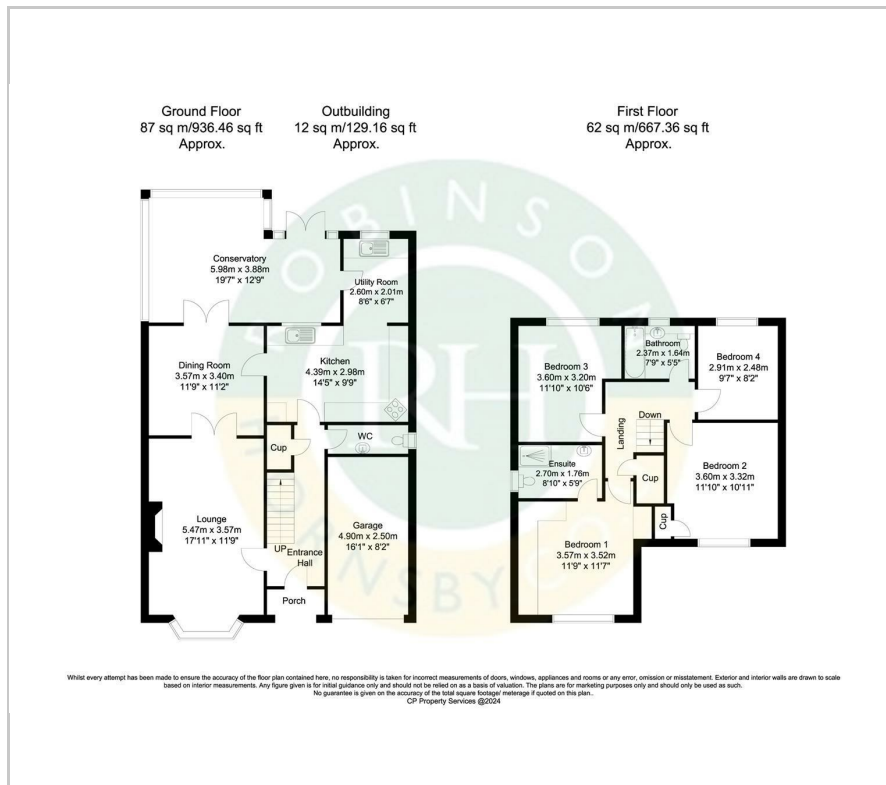 Ground Floor
87 sq m/936.46 sq ft
Approx.
Outbuilding
12 sq m/129.16 sq ft
Approx.
First Floor
62 sq m/667.36 sq ft
Approx.
ROBINSON
HORNSBY
RH
Conservatory
5.98m x 3.88m
19'7" x 12'9"
Utility Room
2.60m x 2.01m
8'6" x 6'7"
Dining Room
3.57m x 3.40m
11'9" x 11'2"
Kitchen
4.39m x 2.98m
14'5" x 9'9"
Cup
WC
Lounge
5.47m x 3.57m
17'11" x 11'9"
UP
Entrance
Hall
Garage
4.90m x 2.50m
16'1" x 8'2"
Porch
Bedroom 3
3.60m x 3.20m
11'10" x 10'6"
Bathroom
2.37m x 1.64m
7'9" x 5'5"
Bedroom 4
2.91m x 2.48m
9'7" x 8'2"
Landing
Down
Ensuite
2.70m x 1.76m
8'10" x 5'9"
Cup
Bedroom 2
3.60m x 3.32m
11'10" x 10'11"
Cup
Bedroom 1
3.57m x 3.52m
11'9" x 11'7"
Whilst every attempt has been made to ensure the accuracy of the floor plan contained here, no responsibility is taken for incorrect measurements of doors, windows, appliances and rooms or any error, omission or misstatement. Exterior and interior walls are drawn to scale
based on interior measurements. Any figure given is for initial guidance only and should not be relied on as a basis of valuation. The plans are for marketing purposes only and should only be used as such.
No guarantee is given on the accuracy of the total square footage/ meterage if quoted on this plan..
CP Property Services @2024